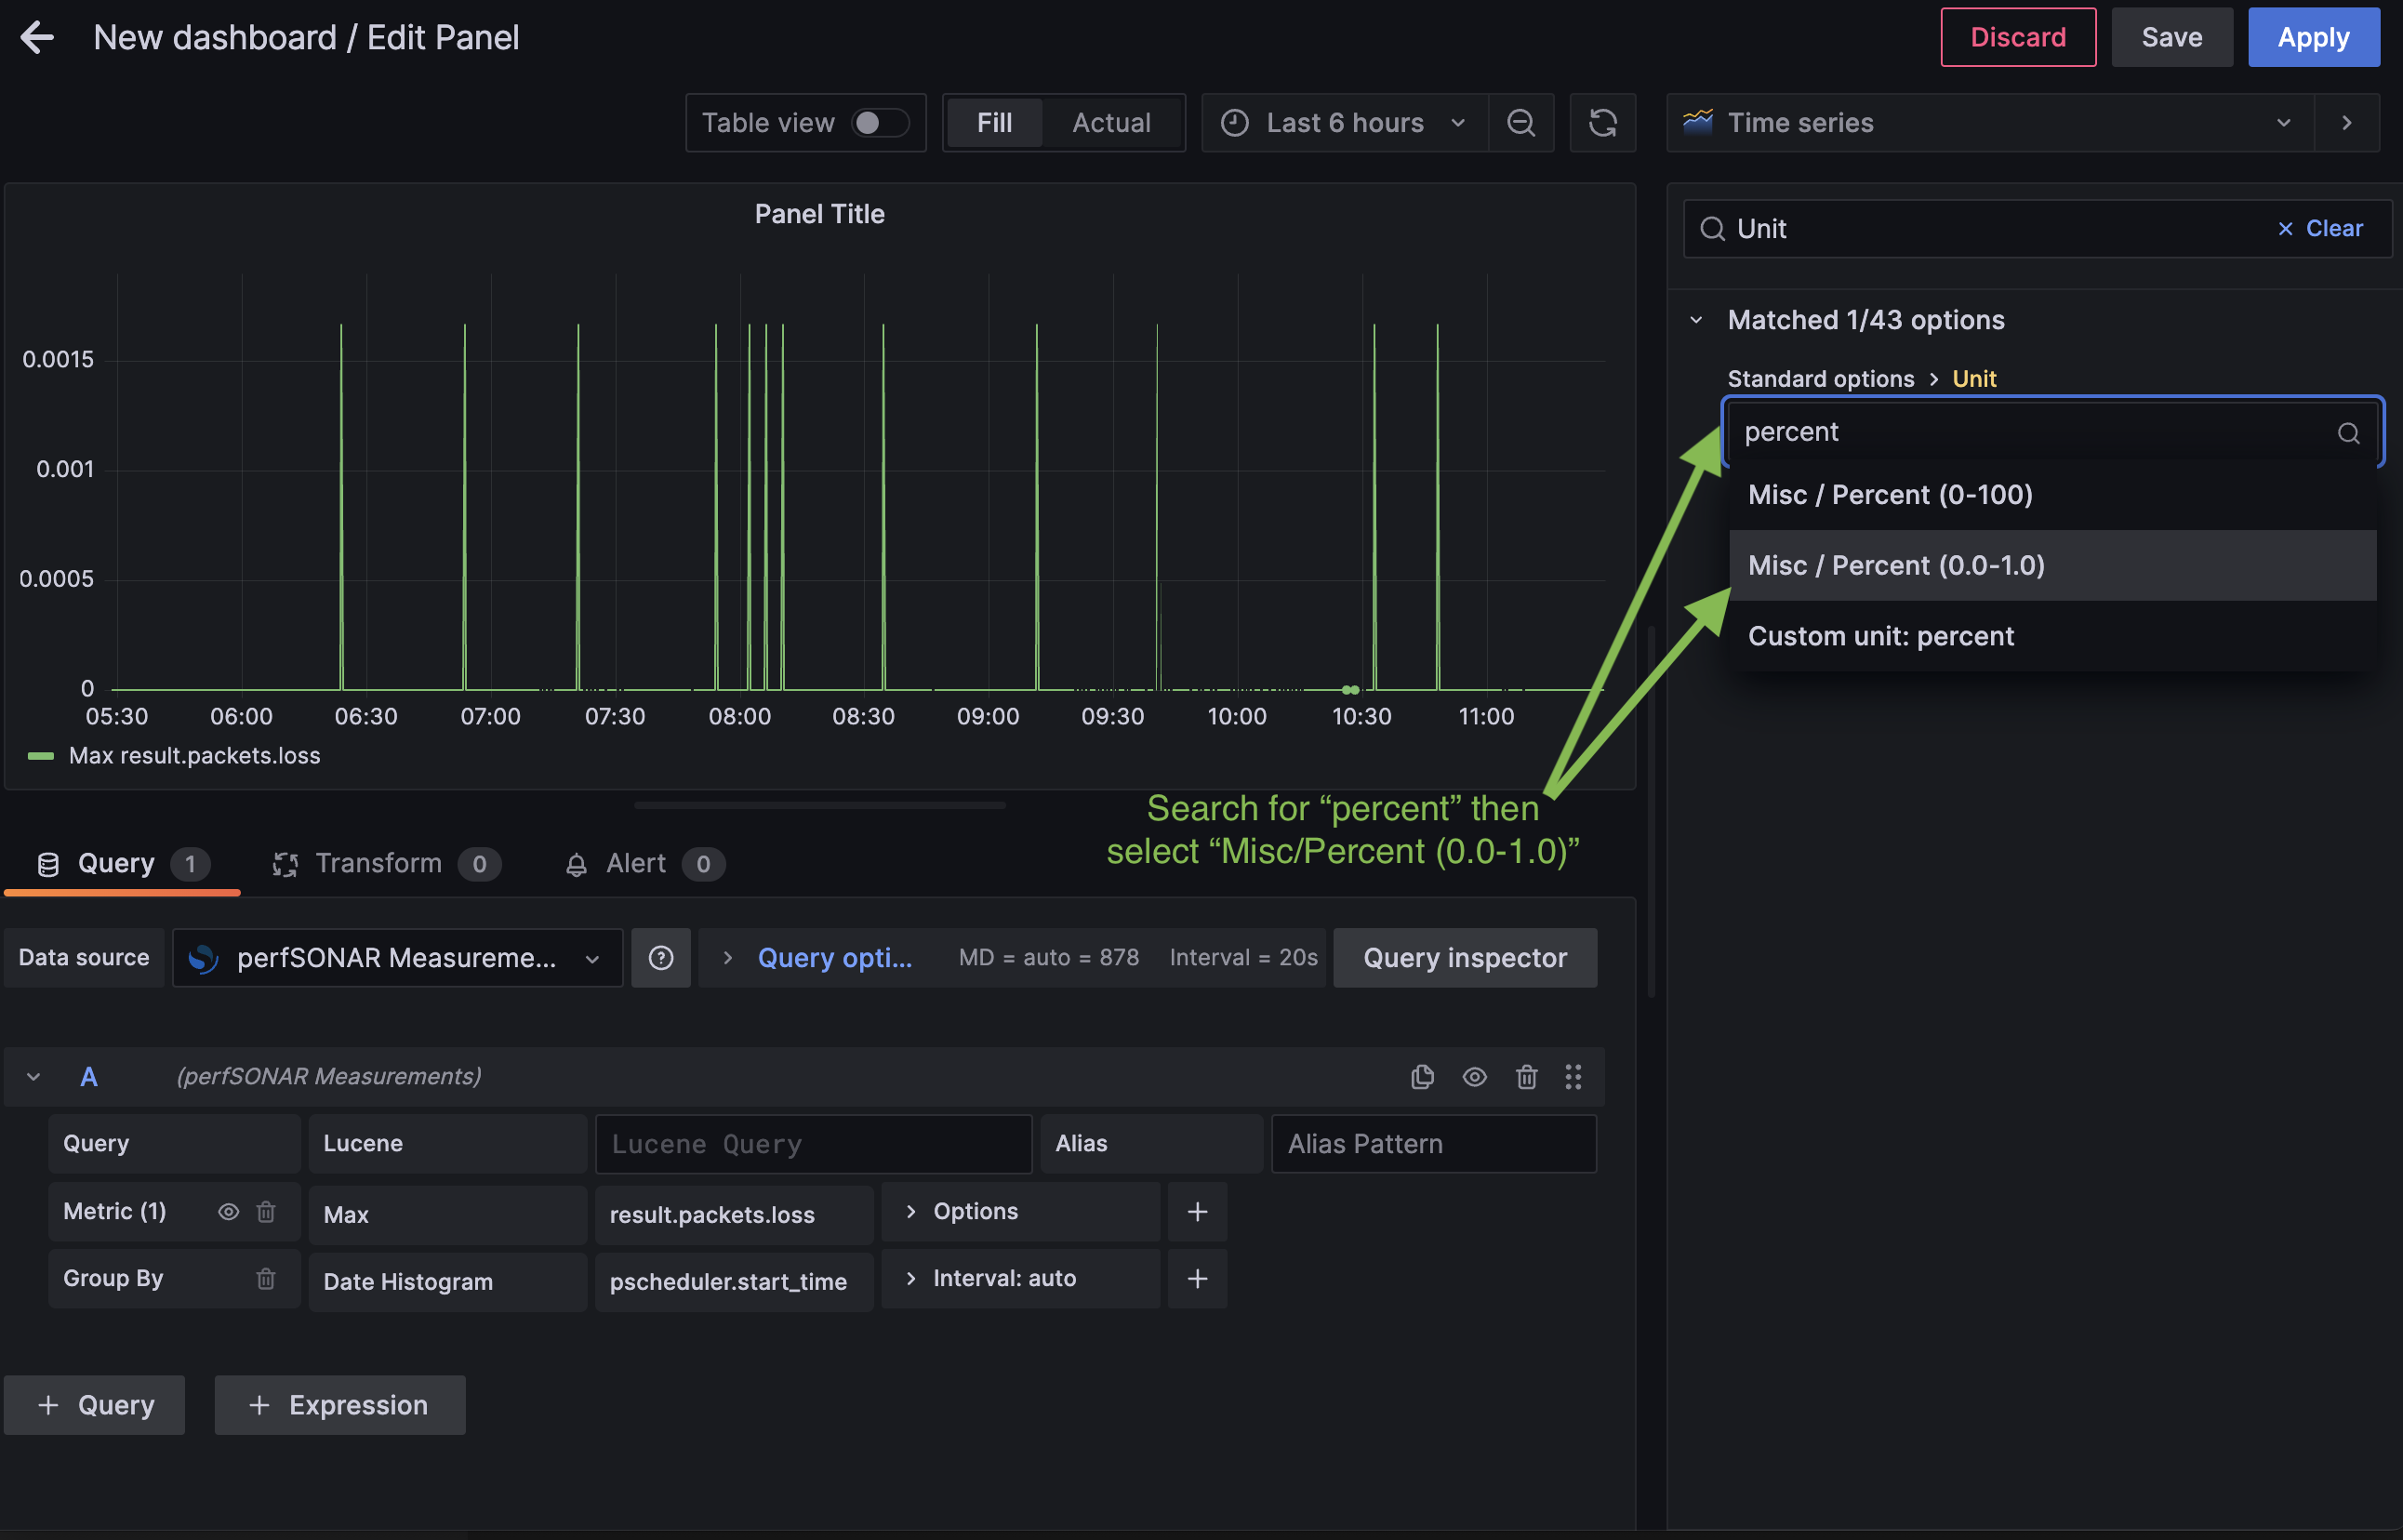 New dashboard / Edit Panel
Discard
Save
Apply
Table view
Fill
Actual
Last 6 hours
Time series
Panel Title
Unit
Clear
Matched 1/43 options
Standard options > Unit
percent
Misc / Percent (0-100)
Misc / Percent (0.0-1.0)
Custom unit: percent
0.0015
0.001
0.0005
0
05:30 06:00 06:30 07:00 07:30 08:00 08:30 09:00 09:30 10:00 10:30 11:00
Max result.packets.loss
Search for “percent” then
select “Misc/Percent (0.0-1.0)”
Query 1
Transform 0
Alert 0
Data source
perfSONAR Measureme...
Query opti...
MD = auto = 878
Interval = 20s
Query inspector
A
(perfSONAR Measurements)
Query
Lucene
Lucene Query
Alias
Alias Pattern
Metric (1)
Max
result.packets.loss
Options
+
Group By
Date Histogram
pscheduler.start_time
Interval: auto
+
+ Query
+ Expression